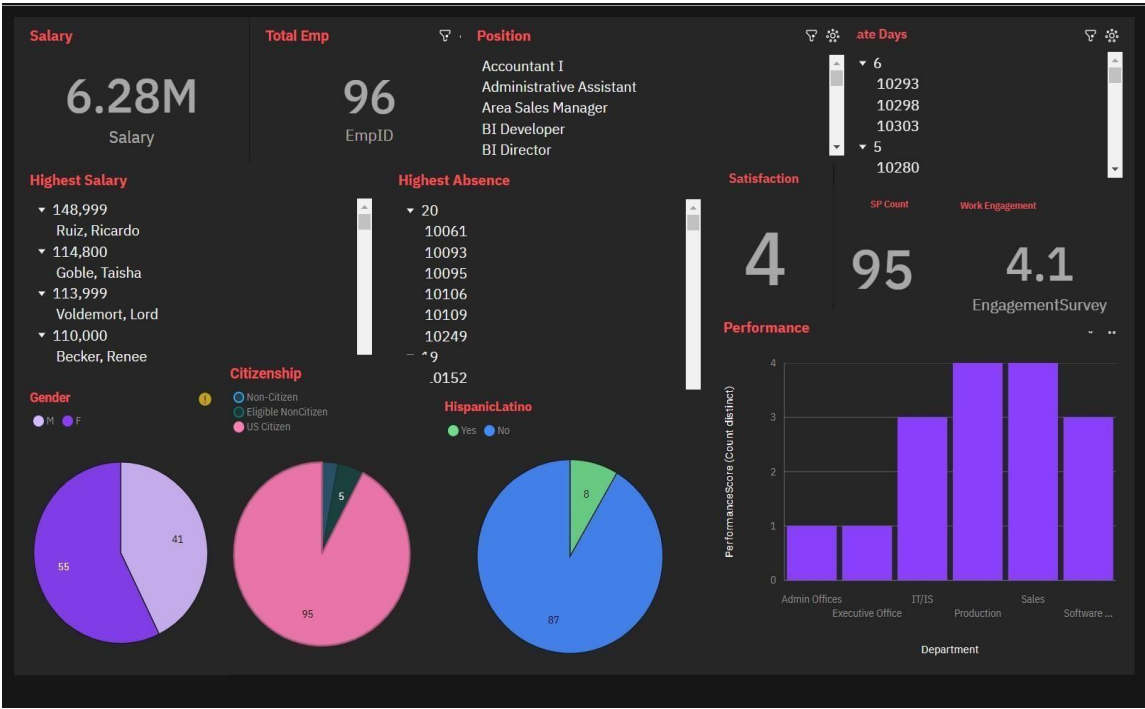 Salary
6.28M
Salary
Total Emp
96
EmpID
Position
Accountant I
Administrative Assistant
Area Sales Manager
BI Developer
BI Director
ate Days
6
10293
10298
10303
5
10280
Highest Salary
148,999
Ruiz, Ricardo
114,800
Goble, Taisha
113,999
Voldemort, Lord
110,000
Becker, Renee
Highest Absence
20
10061
10093
10095
10106
10109
10249
0152
Satisfaction
4
SP Count
95
Work Engagement
4.1
EngagementSurvey
Gender
M F
41
55
Citizenship
Non-Citizen
Eligible NonCitizen
US Citizen
5
95
HispanicLatino
Yes No
8
87
Performance
PerformanceScore (Count distinct)
4
3
2
1
0
Admin Offices
Executive Office
IT/IS
Production
Sales
Software ...
Department